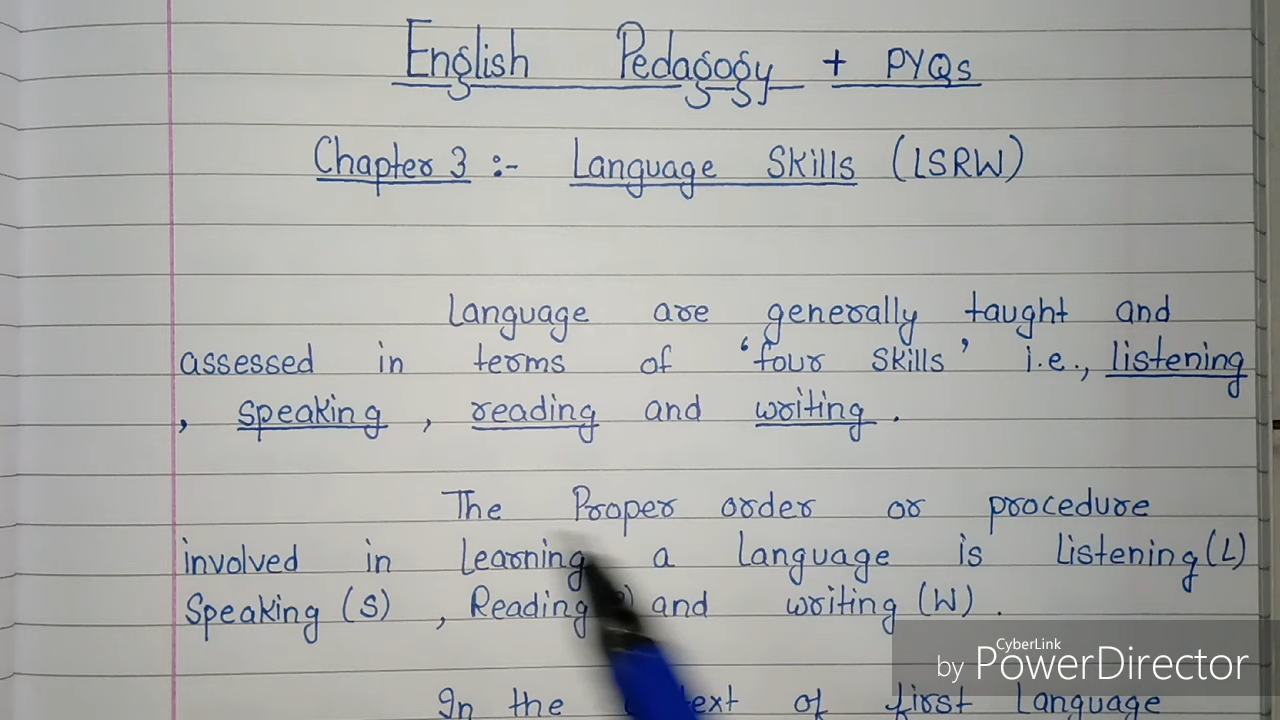 English Pedagogy + PYQs
Chapter 3 :- Language Skills (LSRW)
Language are generally taught and
assessed in terms of ‘four skills’ i.e., listening
, speaking , reading and writing .
The Proper order or procedure
involved in Learning a language is Listening (L)
Speaking (S) , Reading and writing (W) .
In the of first Language
CyberLink
by PowerDirector